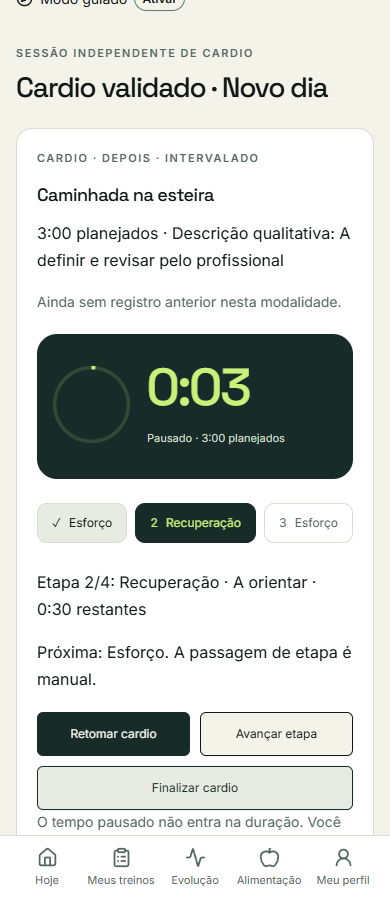 Modo guiado Ativar
SESSÃO INDEPENDENTE DE CARDIO
Cardio validado · Novo dia
CARDIO · DEPOIS · INTERVALADO
Caminhada na esteira
3:00 planejados · Descrição qualitativa: A
definir e revisar pelo profissional
Ainda sem registro anterior nesta modalidade.
0:03
Pausado · 3:00 planejados
✓ Esforço 2 Recuperação 3 Esforço
Etapa 2/4: Recuperação · A orientar ·
0:30 restantes
Próxima: Esforço. A passagem de etapa é
manual.
Retomar cardio Avançar etapa
Finalizar cardio
O tempo pausado não entra na duração. Você
Hoje Meus treinos Evolução Alimentação Meu perfil